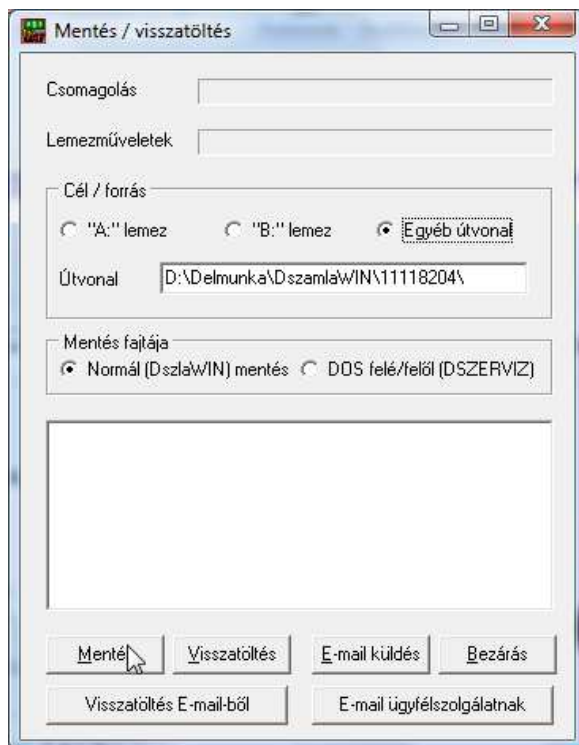 Mentés / visszatöltés
Csomagolás
Lemezműveletek
Cél / forrás
"A:" lemez "B:" lemez Egyéb útvonal
Útvonal D:\Delmunka\DszamlaWIN\11118204\
Mentés fajtája
Normál (DszlaWIN) mentés DOS felé/felől (DSZERVIZ)
Menté Visszatöltés E-mail küldés Bezárás
Visszatöltés E-mail-ből E-mail ügyfélszolgálatnak